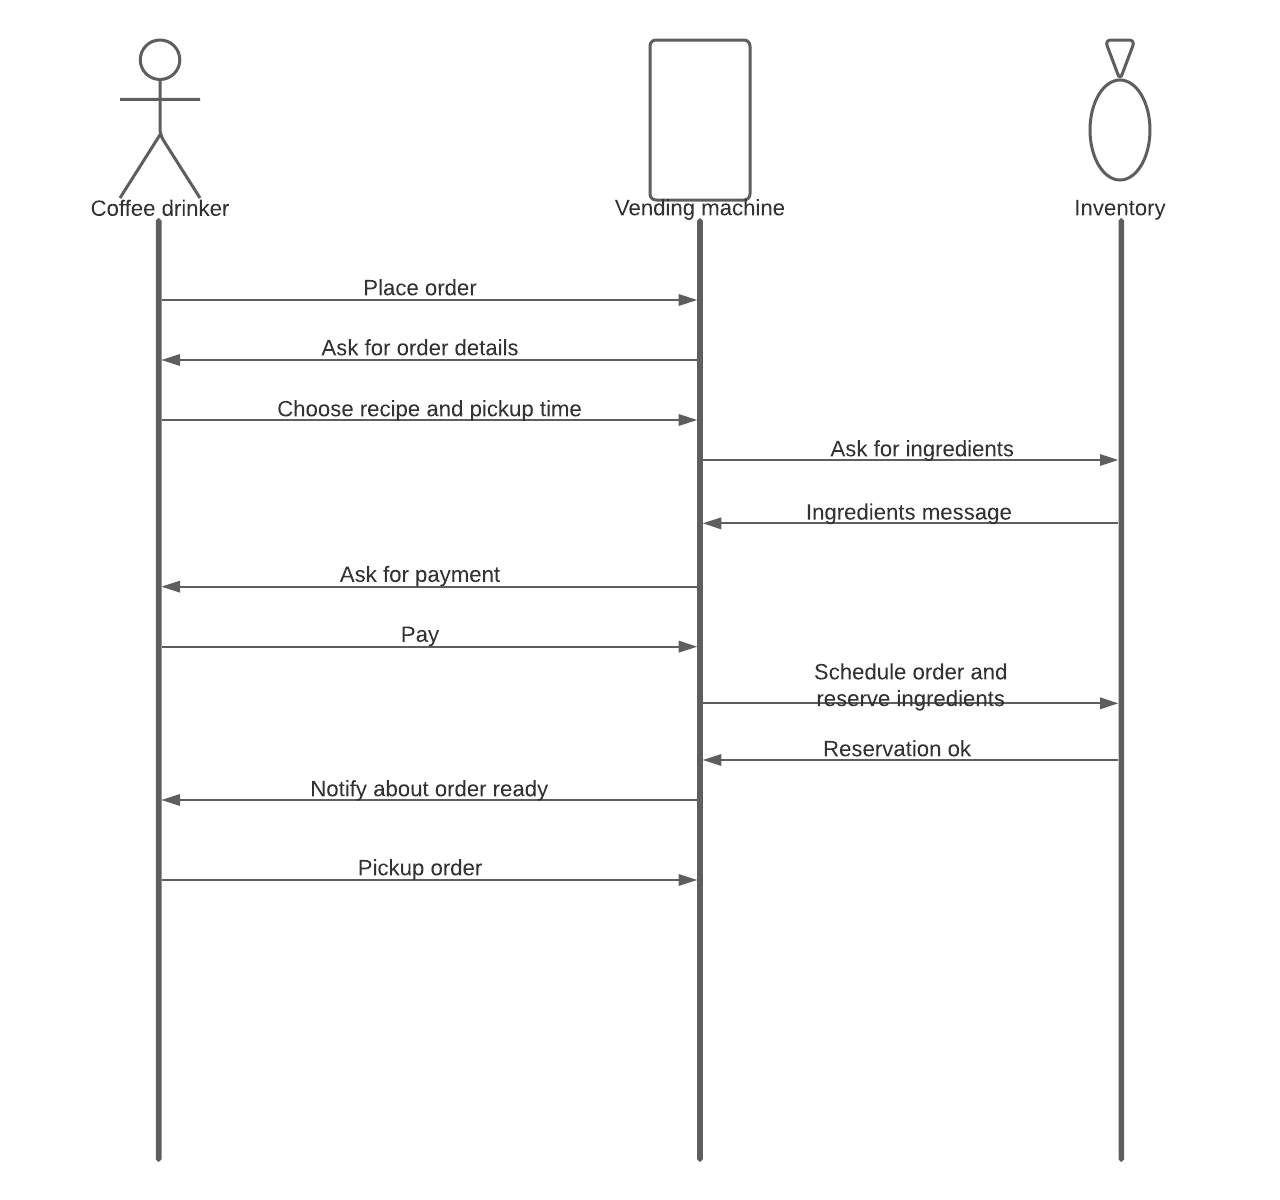 Coffee drinker
Vending machine
Inventory
Place order
Ask for order details
Choose recipe and pickup time
Ask for ingredients
Ingredients message
Ask for payment
Pay
Schedule order and
reserve ingredients
Reservation ok
Notify about order ready
Pickup order